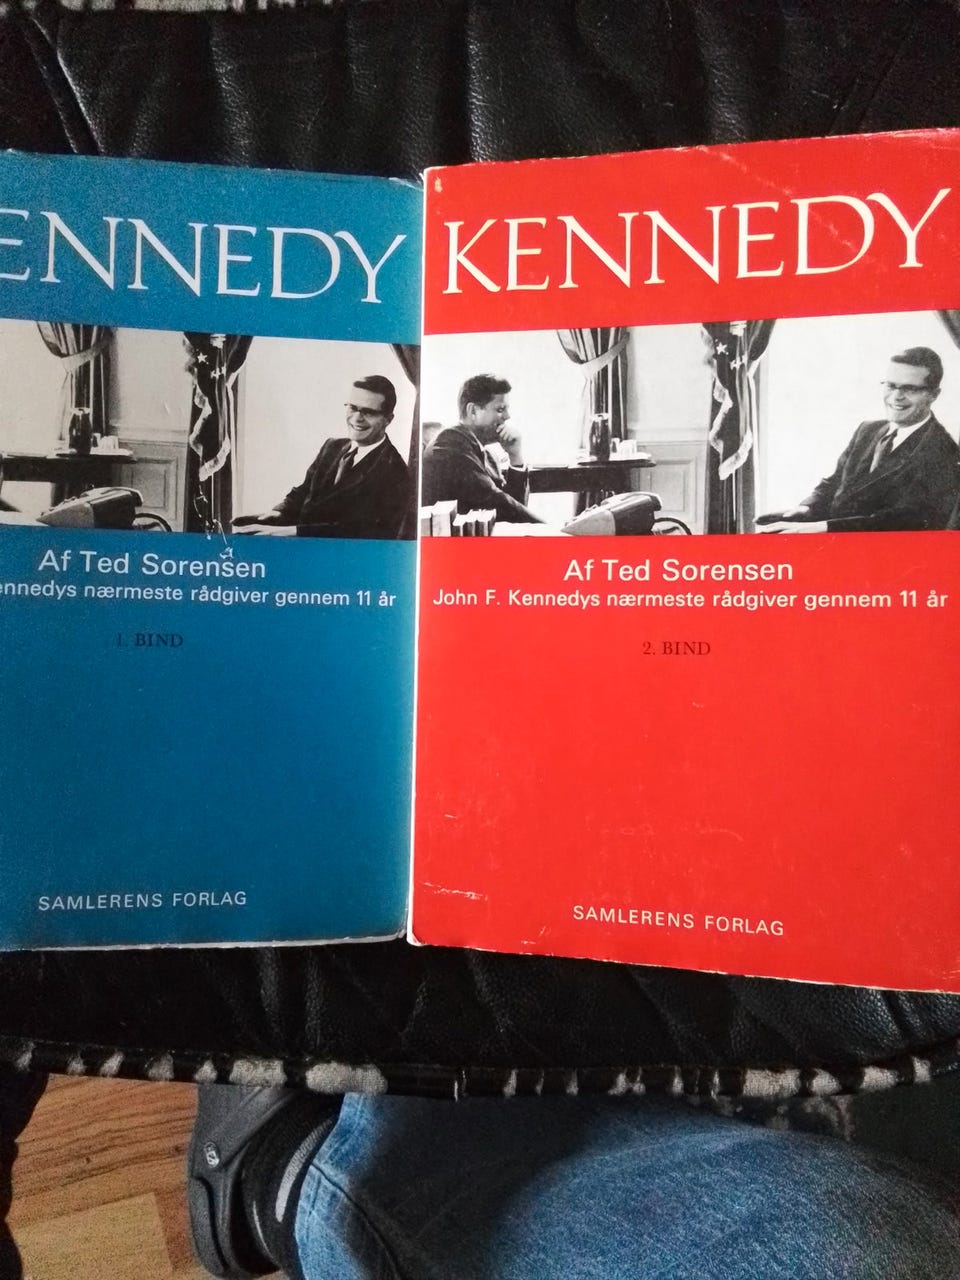 ENNEDY
Af Ted Sorensen
ennedys nærmeste rådgiver gennem 11 år
1. BIND
SAMLERENS FORLAG
KENNEDY
Af Ted Sorensen
John F. Kennedys nærmeste rådgiver gennem 11 år
2. BIND
SAMLERENS FORLAG